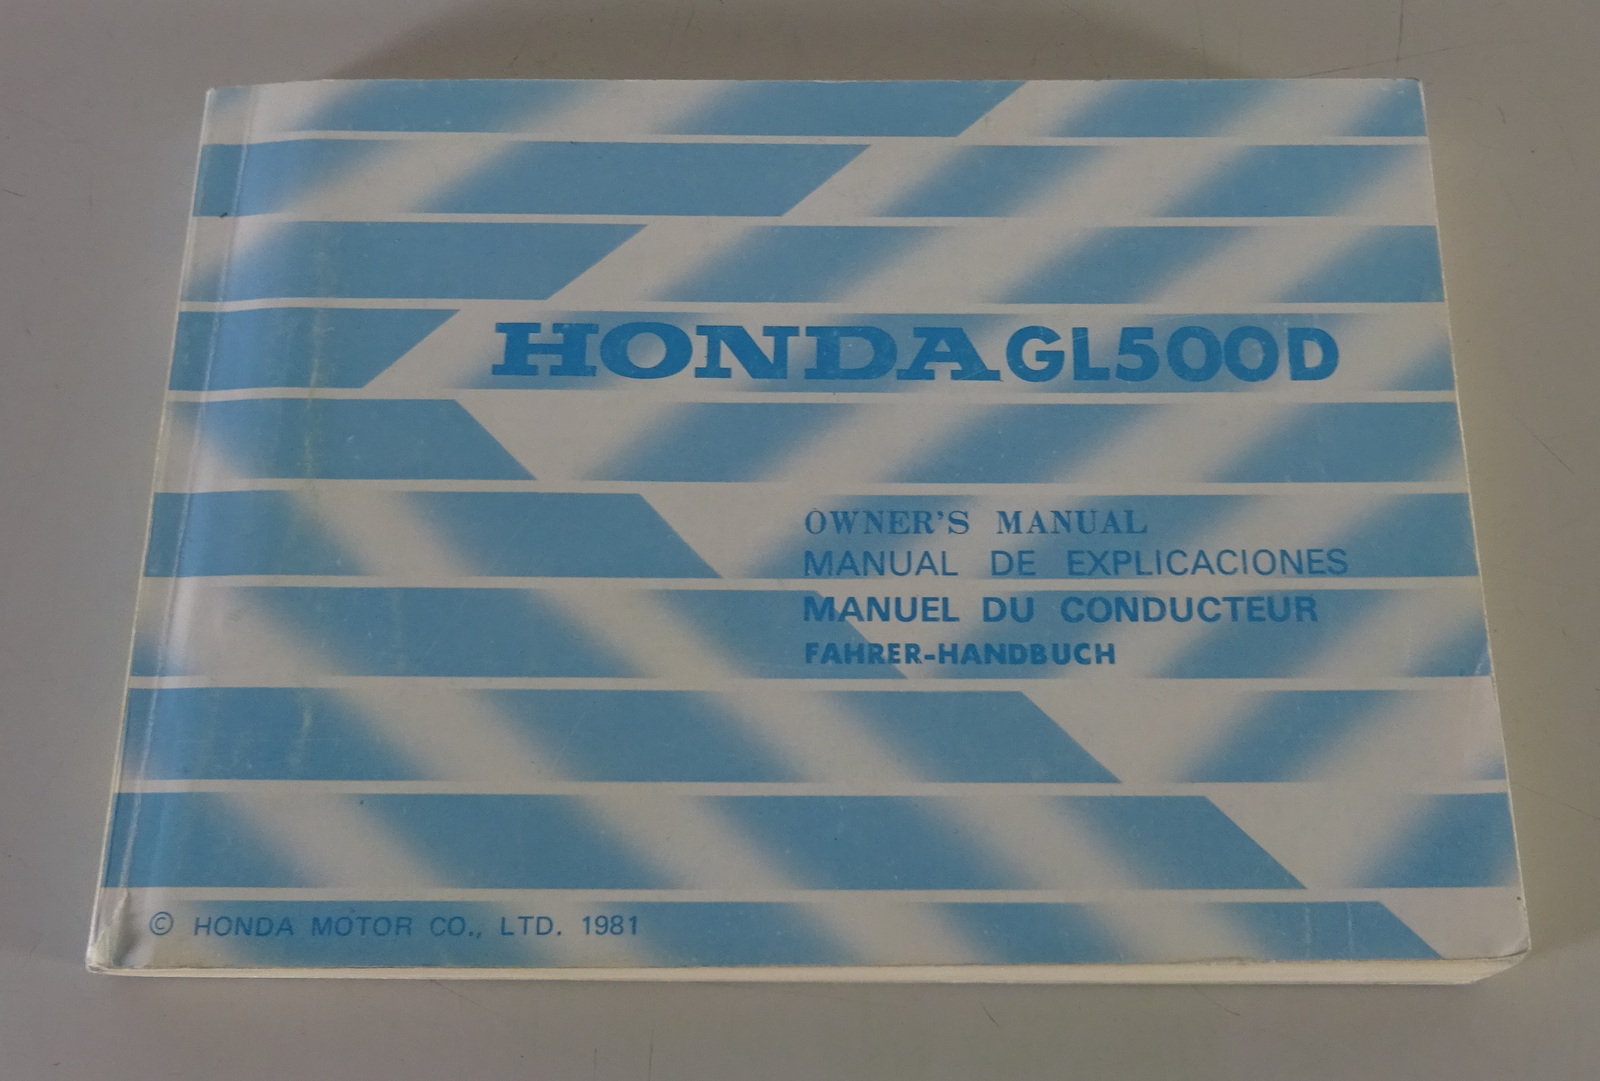 HONDA GL500D
OWNER'S MANUAL
MANUAL DE EXPLICACIONES
MANUEL DU CONDUCTEUR
FAHRER-HANDBUCH
© HONDA MOTOR CO., LTD. 1981